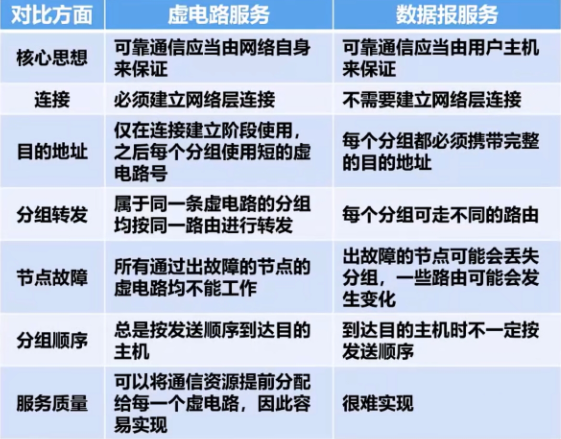 对比方面
虚电路服务
数据报服务
核心思想
可靠通信应当由网络自身
来保证
可靠通信应当由用户主机
来保证
连接
必须建立网络层连接
不需要建立网络层连接
目的地址
仅在连接建立阶段使用，
之后每个分组使用短的虚
电路号
每个分组都必须携带完整
的目的地址
分组转发
属于同一条虚电路的分组
均按同一路由进行转发
每个分组可走不同的路由
节点故障
所有通过出故障的节点的
虚电路均不能工作
出故障的节点可能会丢失
分组，一些路由可能会发
生变化
分组顺序
总是按发送顺序到达目的
主机
到达目的主机时不一定按
发送顺序
服务质量
可以将通信资源提前分配
给每一个虚电路，因此容
易实现
很难实现